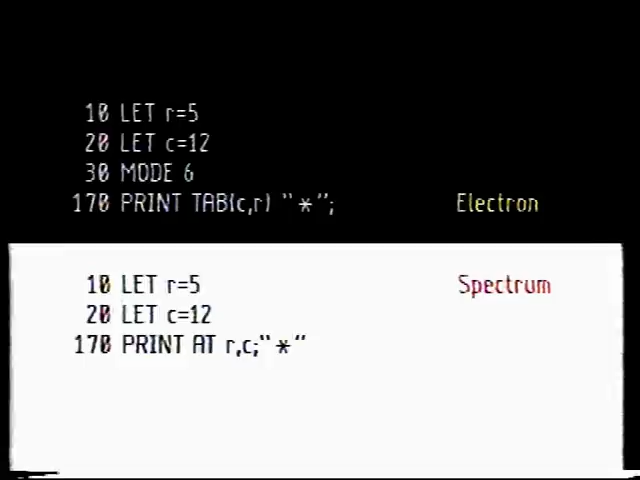 10 LET r=5
20 LET c=12
30 MODE 6
170 PRINT TAB(c,r) "*";
Electron
10 LET r=5
Spectrum
20 LET c=12
170 PRINT AT r,c;"*"